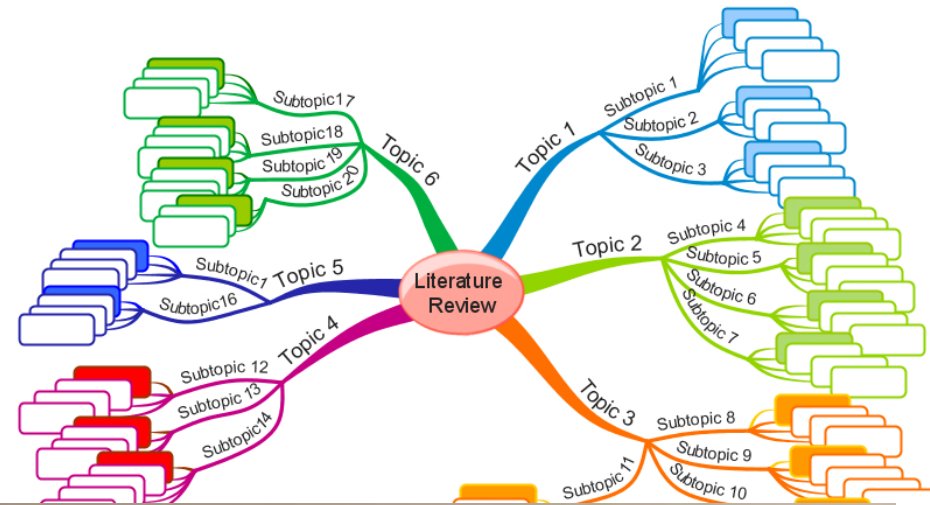 Literature
Review
Topic 1
Subtopic 1
Subtopic 2
Subtopic 3
Topic 2
Subtopic 4
Subtopic 5
Subtopic 6
Subtopic 7
Topic 3
Subtopic 8
Subtopic 9
Subtopic 10
Subtopic 11
Topic 4
Subtopic 12
Subtopic 13
Subtopic14
Topic 5
Subtopic1
Subtopic16
Topic 6
Subtopic17
Subtopic18
Subtopic 19
Subtopic 20